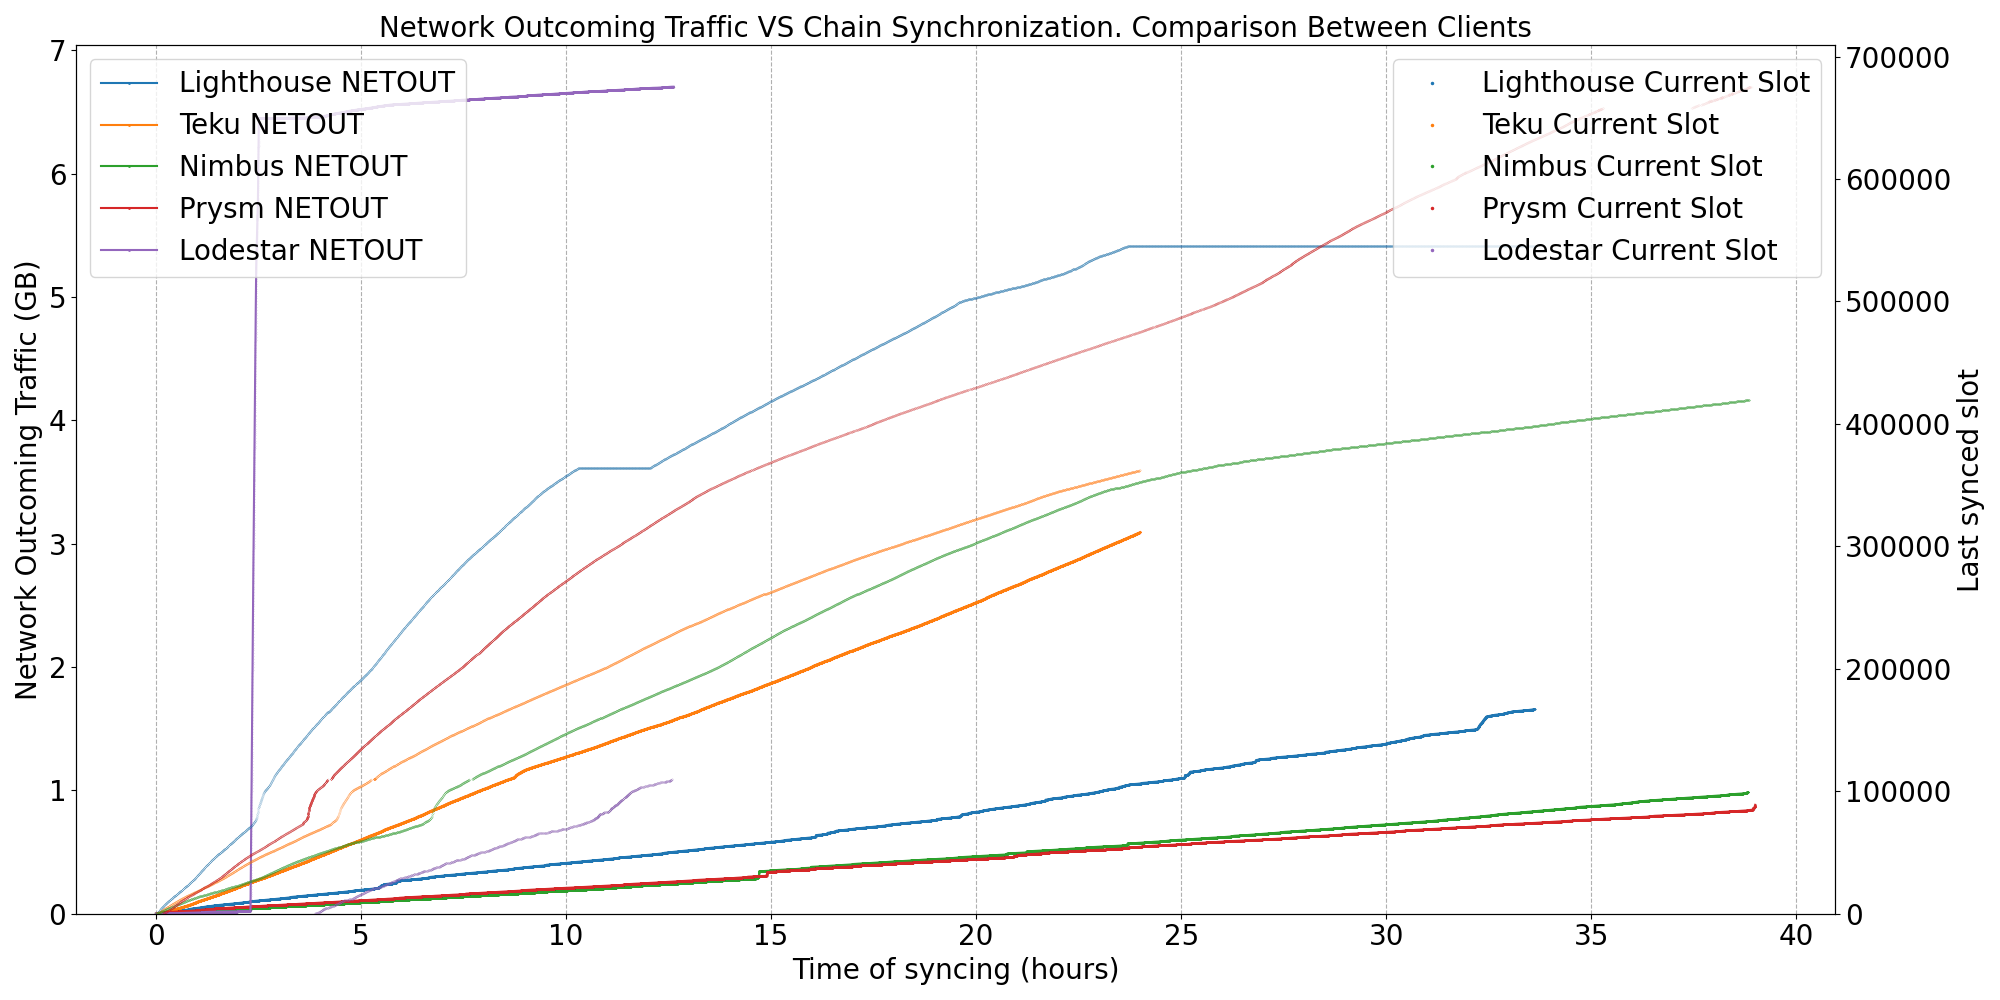 Network Outcoming Traffic VS Chain Synchronization. Comparison Between Clients
Network Outcoming Traffic (GB)
7
6
5
4
3
2
1
0
Lighthouse NETOUT
Teku NETOUT
Nimbus NETOUT
Prysm NETOUT
Lodestar NETOUT
Lighthouse Current Slot
Teku Current Slot
Nimbus Current Slot
Prysm Current Slot
Lodestar Current Slot
700000
600000
500000
400000
300000
200000
100000
0
Last synced slot
0 5 10 15 20 25 30 35 40
Time of syncing (hours)